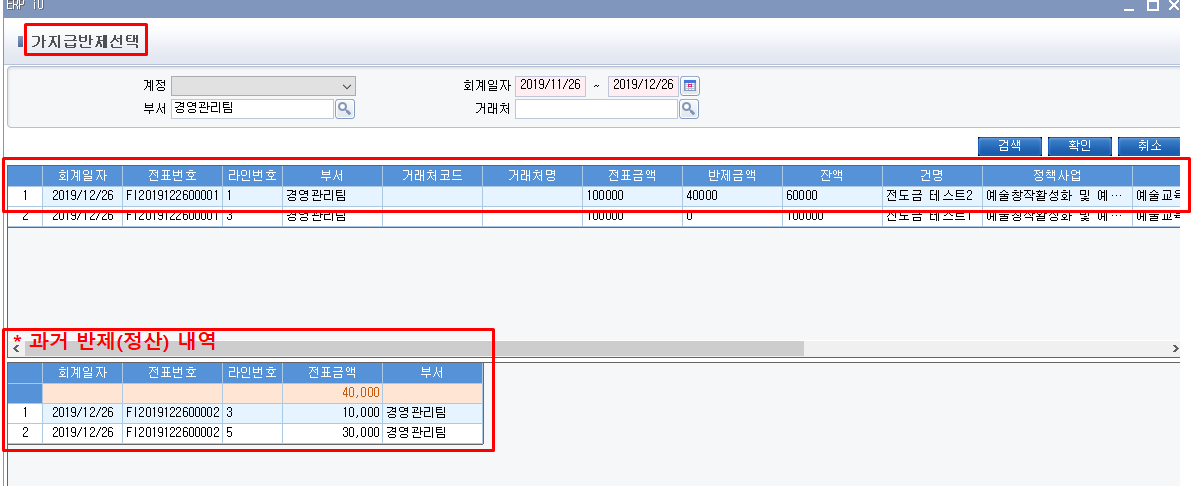 ERP iU
가지급반제선택
계정 회계일자 2019/11/26 ~ 2019/12/26
부서 경영관리팀 거래처
검색 확인 취소
회계일자 전표번호 라인번호 부서 거래처코드 거래처명 전표금액 반제금액 잔액 건명 정책사업
1 2019/12/26 FI2019122600001 1 경영관리팀 100000 40000 60000 전도금 테스트2 예술창작활성화 및 예… 예술교육
2 2019/12/26 FI2019122600001 3 경영관리팀 100000 0 100000 전도금 테스트1 예술창작활성화 및 예… 예술교육
* 과거 반제(정산) 내역
회계일자 전표번호 라인번호 전표금액 부서
40,000
1 2019/12/26 FI2019122600002 3 10,000 경영관리팀
2 2019/12/26 FI2019122600002 5 30,000 경영관리팀